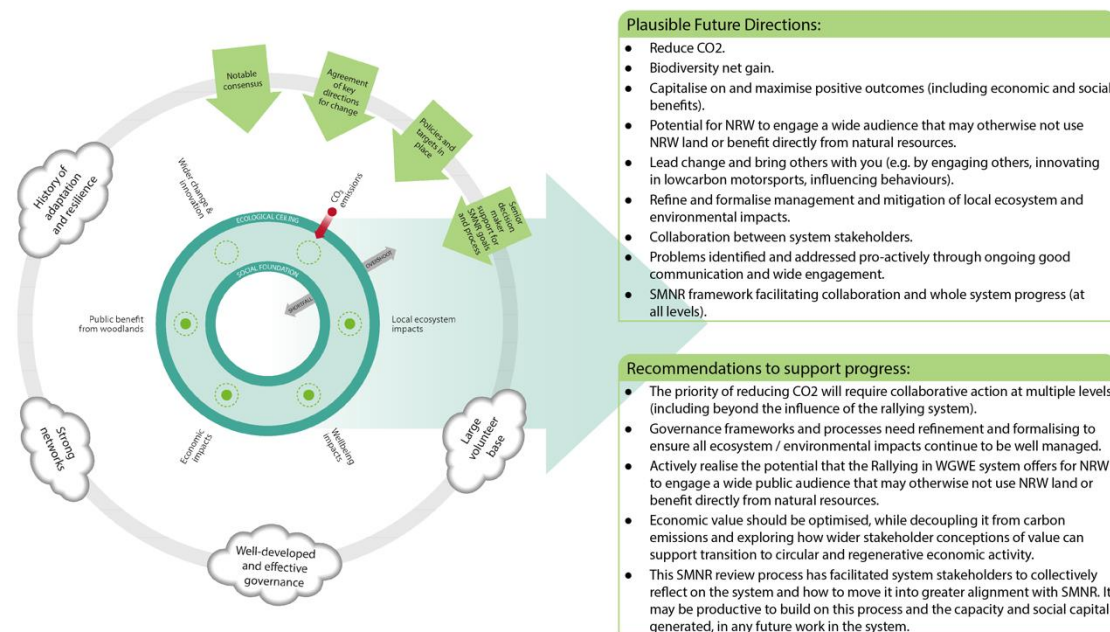 Notable
consensus
Agreement
of key
directions
for change
Policies and
targets in
place
Senior
decision
maker
support for
SMNR goals
and process
History of
adaptation
and resilience
Wider change &
innovation
CO2
emissions
ECOLOGICAL CEILING
OVERSHOOT
SOCIAL FOUNDATION
SHORTFALL
Public benefit
from woodlands
Local ecosystem
impacts
Economic
impacts
Wellbeing
impacts
Strong
networks
Large
volunteer
base
Well-developed
and effective
governance
Plausible Future Directions:
• Reduce CO2.
• Biodiversity net gain.
• Capitalise on and maximise positive outcomes (including economic and social
benefits).
• Potential for NRW to engage a wide audience that may otherwise not use
NRW land or benefit directly from natural resources.
• Lead change and bring others with you (e.g. by engaging others, innovating
in lowcarbon motorsports, influencing behaviours).
• Refine and formalise management and mitigation of local ecosystem and
environmental impacts.
• Collaboration between system stakeholders.
• Problems identified and addressed pro-actively through ongoing good
communication and wide engagement.
• SMNR framework facilitating collaboration and whole system progress (at
all levels).
Recommendations to support progress:
• The priority of reducing CO2 will require collaborative action at multiple levels
(including beyond the influence of the rallying system).
• Governance frameworks and processes need refinement and formalising to
ensure all ecosystem / environmental impacts continue to be well managed.
• Actively realise the potential that the Rallying in WGWE system offers for NRW
to engage a wide public audience that may otherwise not use NRW land or
benefit directly from natural resources.
• Economic value should be optimised, while decoupling it from carbon
emissions and exploring how wider stakeholder conceptions of value can
support transition to circular and regenerative economic activity.
• This SMNR review process has facilitated system stakeholders to collectively
reflect on the system and how to move it into greater alignment with SMNR. It
may be productive to build on this process and the capacity and social capital
generated, in any future work in the system.